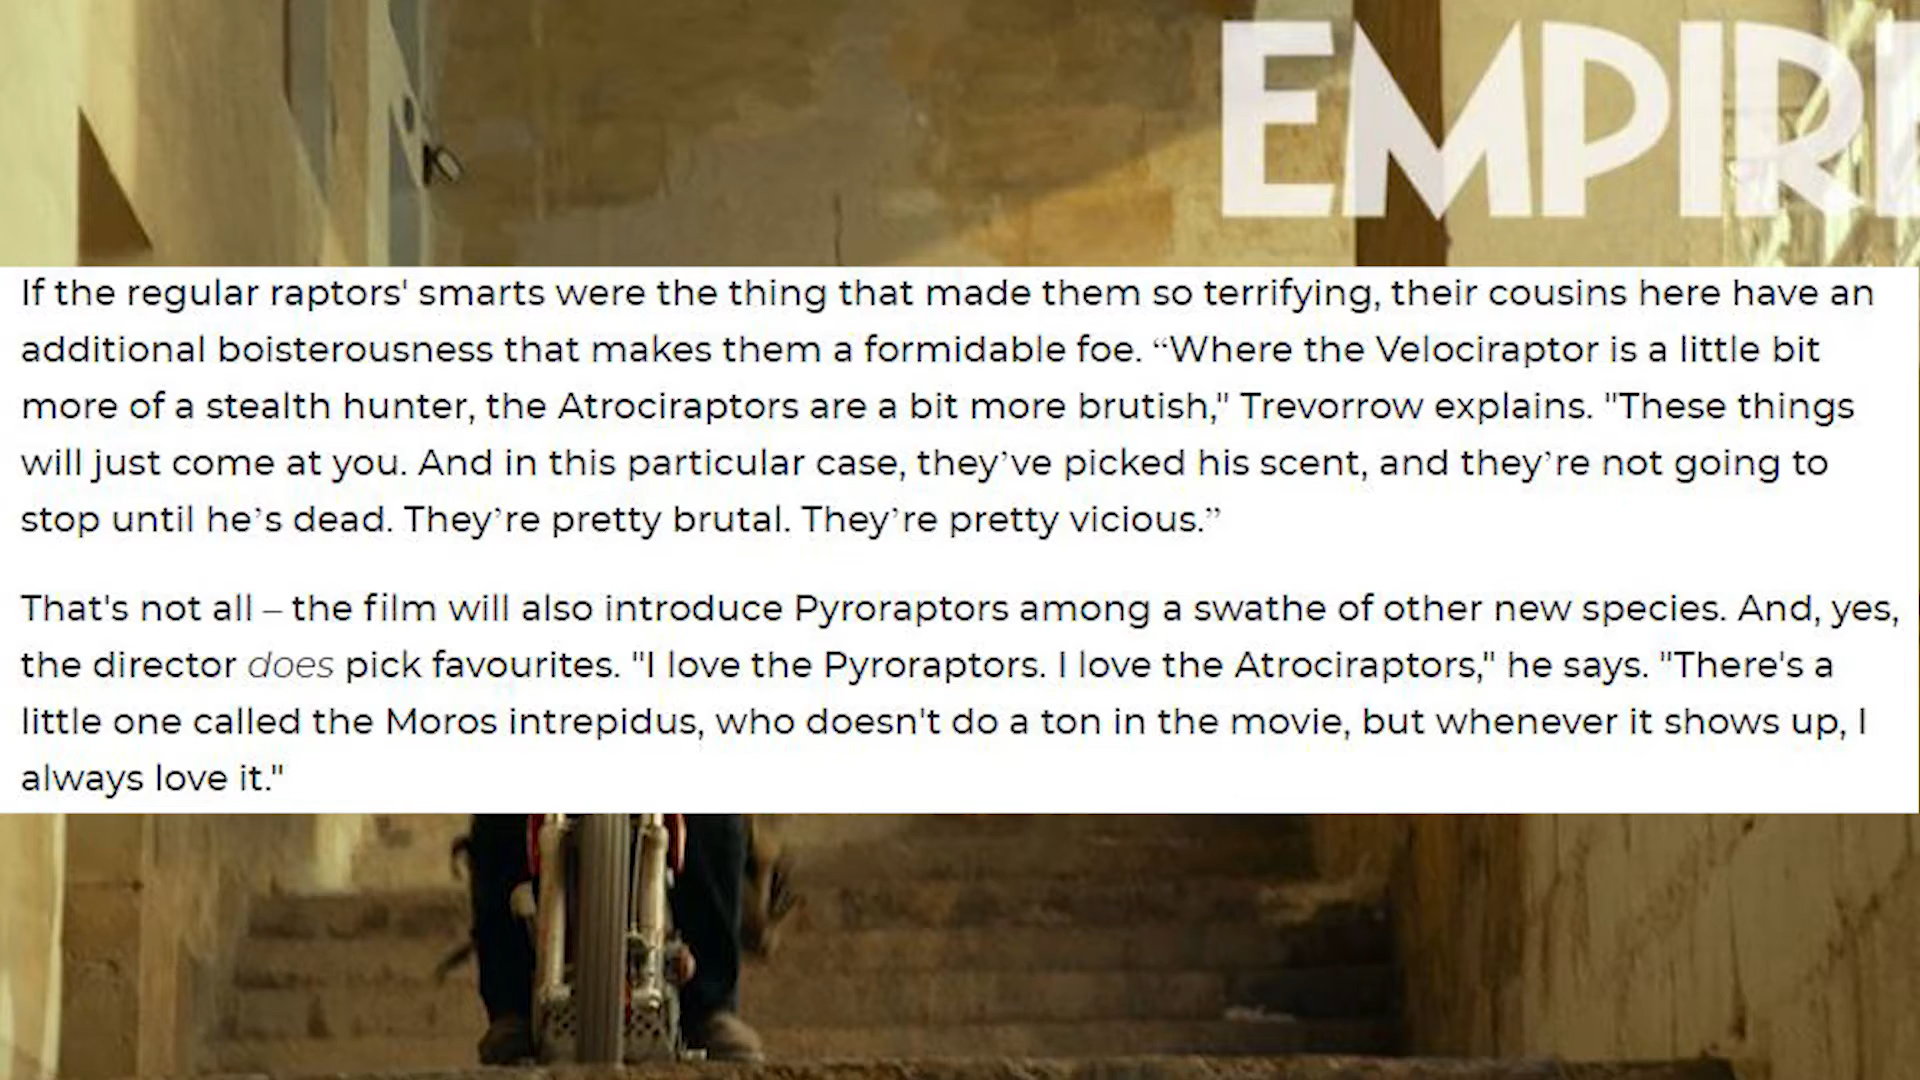 EMPIRE
If the regular raptors' smarts were the thing that made them so terrifying, their cousins here have an
additional boisterousness that makes them a formidable foe. “Where the Velociraptor is a little bit
more of a stealth hunter, the Atrociraptors are a bit more brutish," Trevorrow explains. "These things
will just come at you. And in this particular case, they’ve picked his scent, and they’re not going to
stop until he’s dead. They’re pretty brutal. They’re pretty vicious.”
That's not all – the film will also introduce Pyroraptors among a swathe of other new species. And, yes,
the director does pick favourites. "I love the Pyroraptors. I love the Atrociraptors," he says. "There's a
little one called the Moros intrepidus, who doesn't do a ton in the movie, but whenever it shows up, I
always love it."